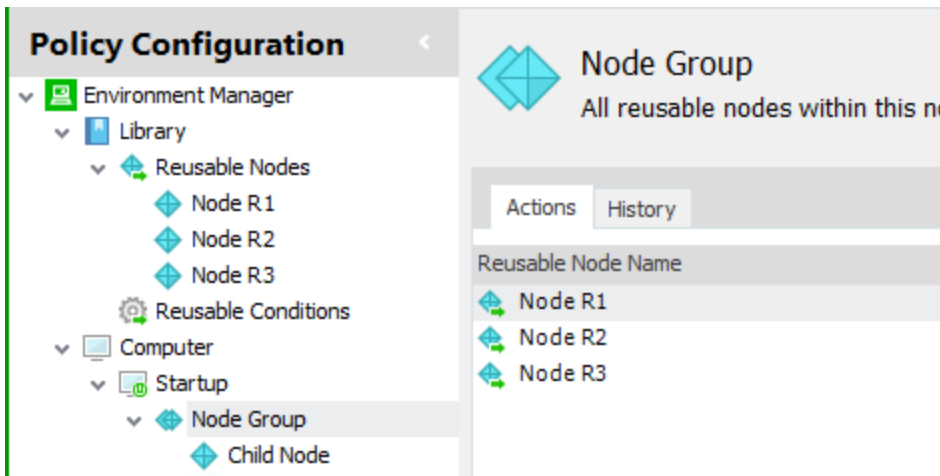 Policy Configuration
Environment Manager
Library
Reusable Nodes
Node R1
Node R2
Node R3
Reusable Conditions
Computer
Startup
Node Group
Child Node
Node Group
All reusable nodes within this
Actions History
Reusable Node Name
Node R1
Node R2
Node R3